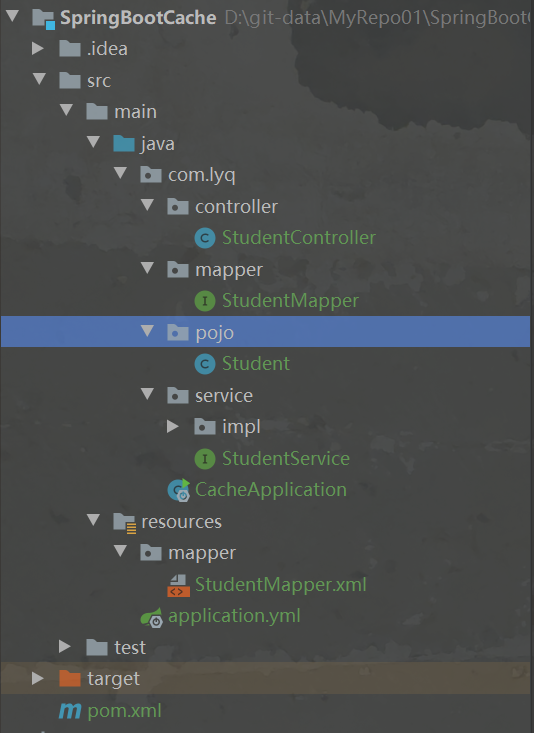 SpringBootCache D:\git-data\MyRepo01\SpringBoot
.idea
src
main
java
com.lyq
controller
StudentController
mapper
StudentMapper
pojo
Student
service
impl
StudentService
CacheApplication
resources
mapper
StudentMapper.xml
application.yml
test
target
pom.xml